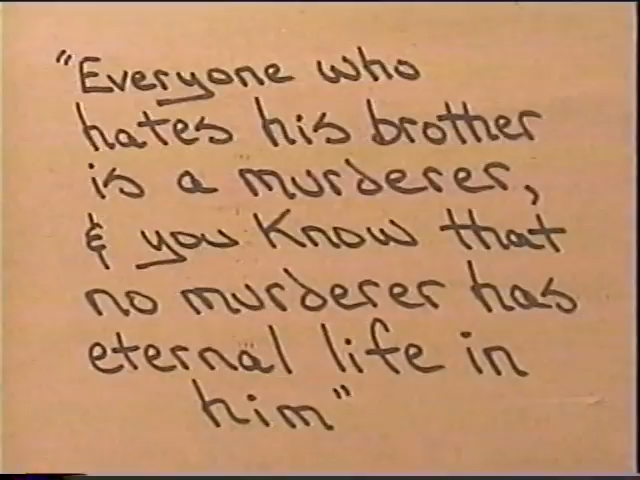 "Everyone who
hates his brother
is a murderer,
& you know that
no murderer has
eternal life in
him"